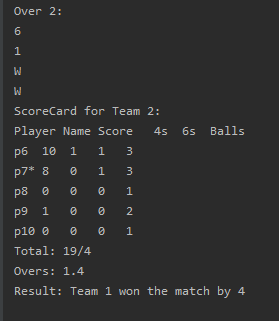 Over 2:
6
1
W
W
ScoreCard for Team 2:
Player Name Score   4s  6s  Balls
p6  10  1   1   3
p7* 8   0   1   3
p8  0   0   0   1
p9  1   0   0   2
p10 0   0   0   1
Total: 19/4
Overs: 1.4
Result: Team 1 won the match by 4